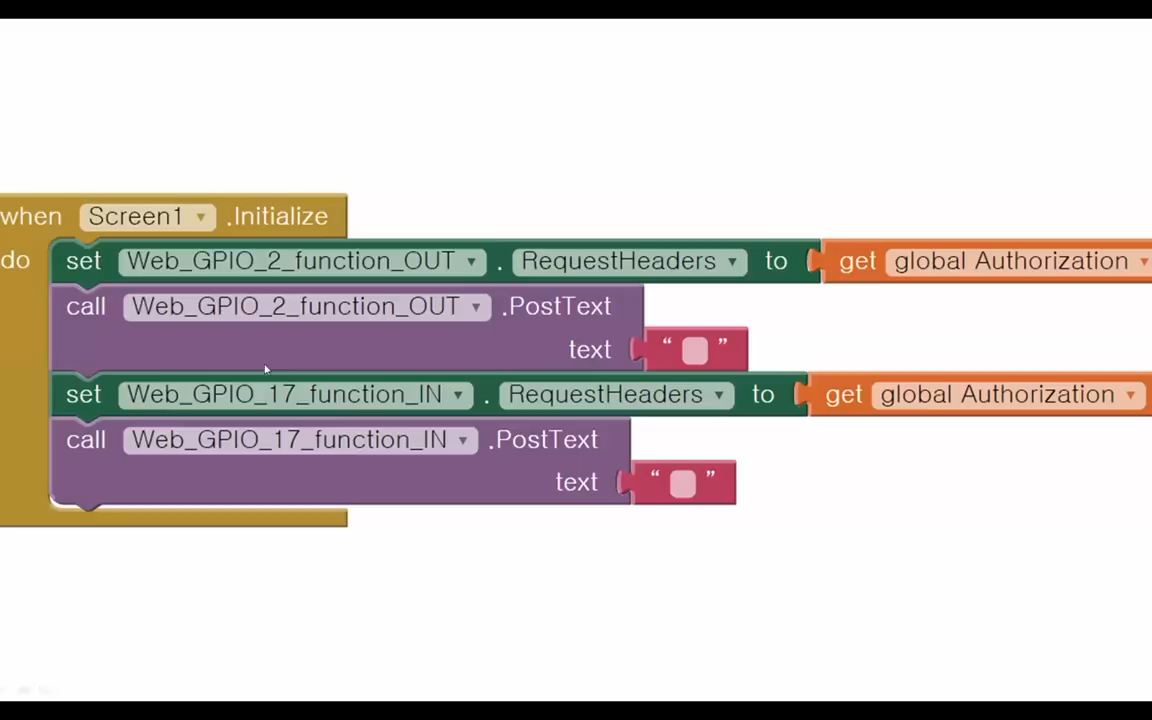 when Screen1 .Initialize
do set Web_GPIO_2_function_OUT . RequestHeaders to get global Authorization
call Web_GPIO_2_function_OUT .PostText
text “ ”
set Web_GPIO_17_function_IN . RequestHeaders to get global Authorization
call Web_GPIO_17_function_IN .PostText
text “ ”